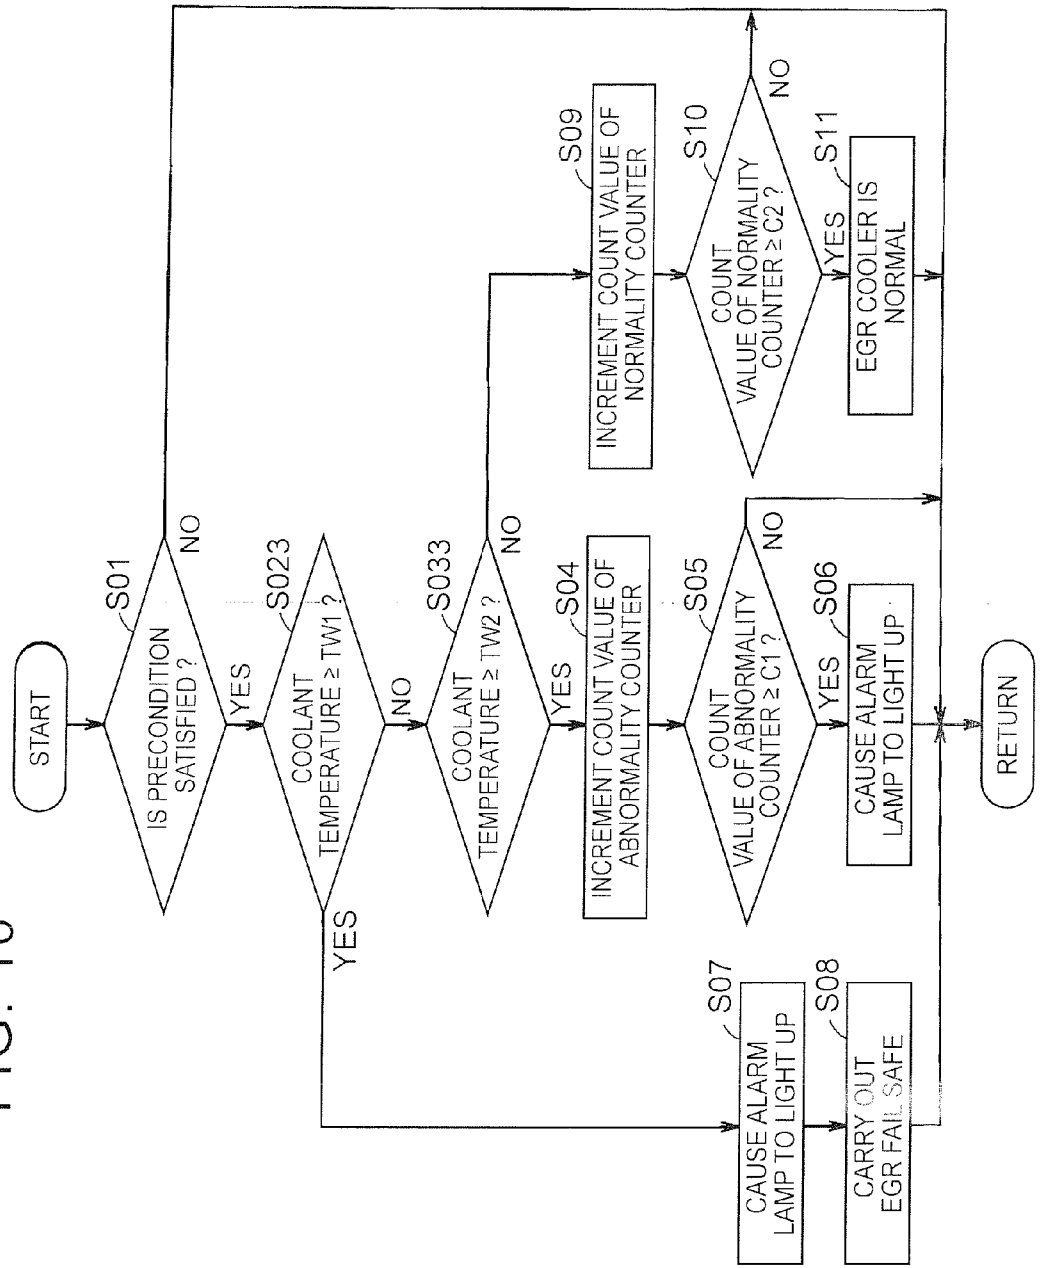 START
S01
IS PRECONDITION
SATISFIED ?
NO
YES
S023
COOLANT
TEMPERATURE ≥ TW1 ?
YES
NO
S033
COOLANT
TEMPERATURE ≥ TW2 ?
NO
YES
S04
INCREMENT COUNT VALUE OF
ABNORMALITY COUNTER
S05
COUNT
VALUE OF ABNORMALITY
COUNTER ≥ C1 ?
NO
YES
S06
CAUSE ALARM
LAMP TO LIGHT UP
S07
CAUSE ALARM
LAMP TO LIGHT UP
S08
CARRY OUT
EGR FAIL SAFE
S09
INCREMENT COUNT VALUE OF
NORMALITY COUNTER
S10
COUNT
VALUE OF NORMALITY
COUNTER ≥ C2 ?
NO
YES
S11
EGR COOLER IS
NORMAL
RETURN